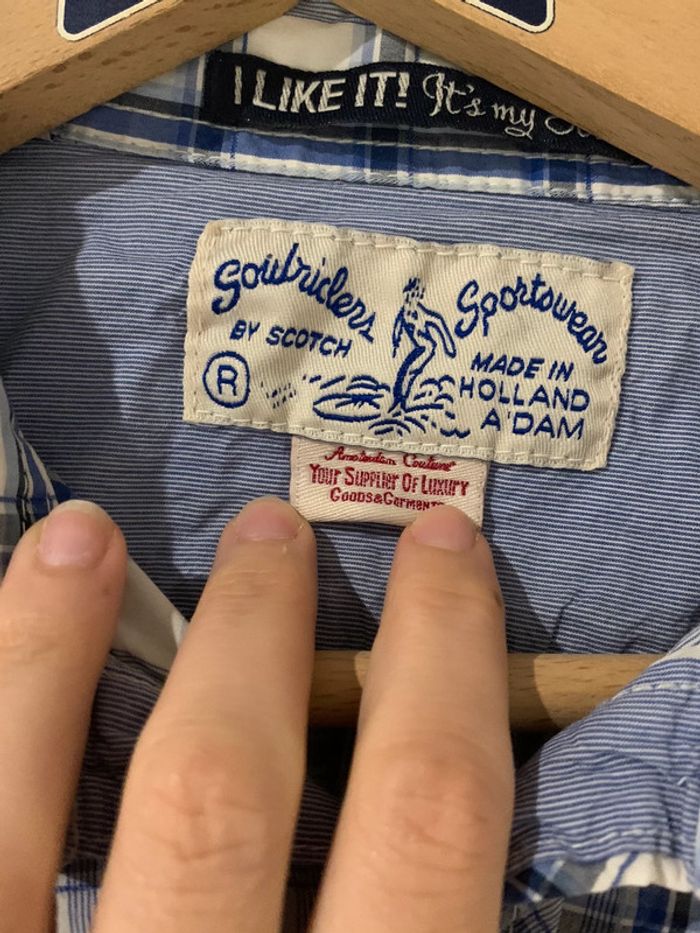 I LIKE IT! It's my
Soulriders Sportswear
BY SCOTCH
MADE IN
® HOLLAND
A'DAM
Amsterdam Couture
YOUR SUPPLIER OF LUXURY
GOODS&GARMENTS